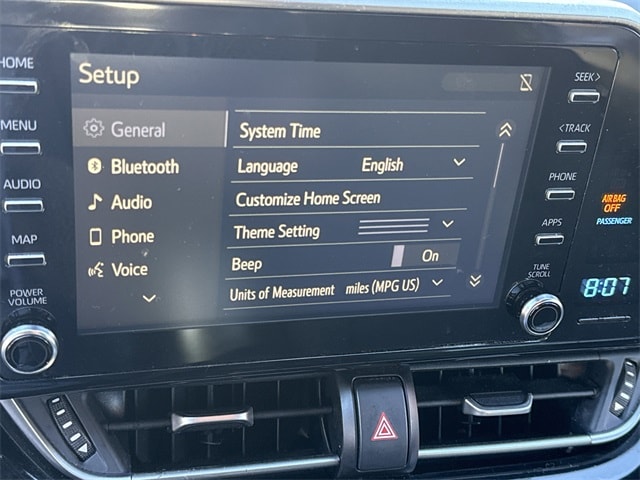 HOME
MENU
AUDIO
MAP
POWER
VOLUME
Setup
General
Bluetooth
Audio
Phone
Voice
System Time
Language English
Customize Home Screen
Theme Setting
Beep On
Units of Measurement miles (MPG US)
SEEK>
<TRACK
PHONE
APPS
TUNE
SCROLL
AIRBAG
OFF
PASSENGER
8:07